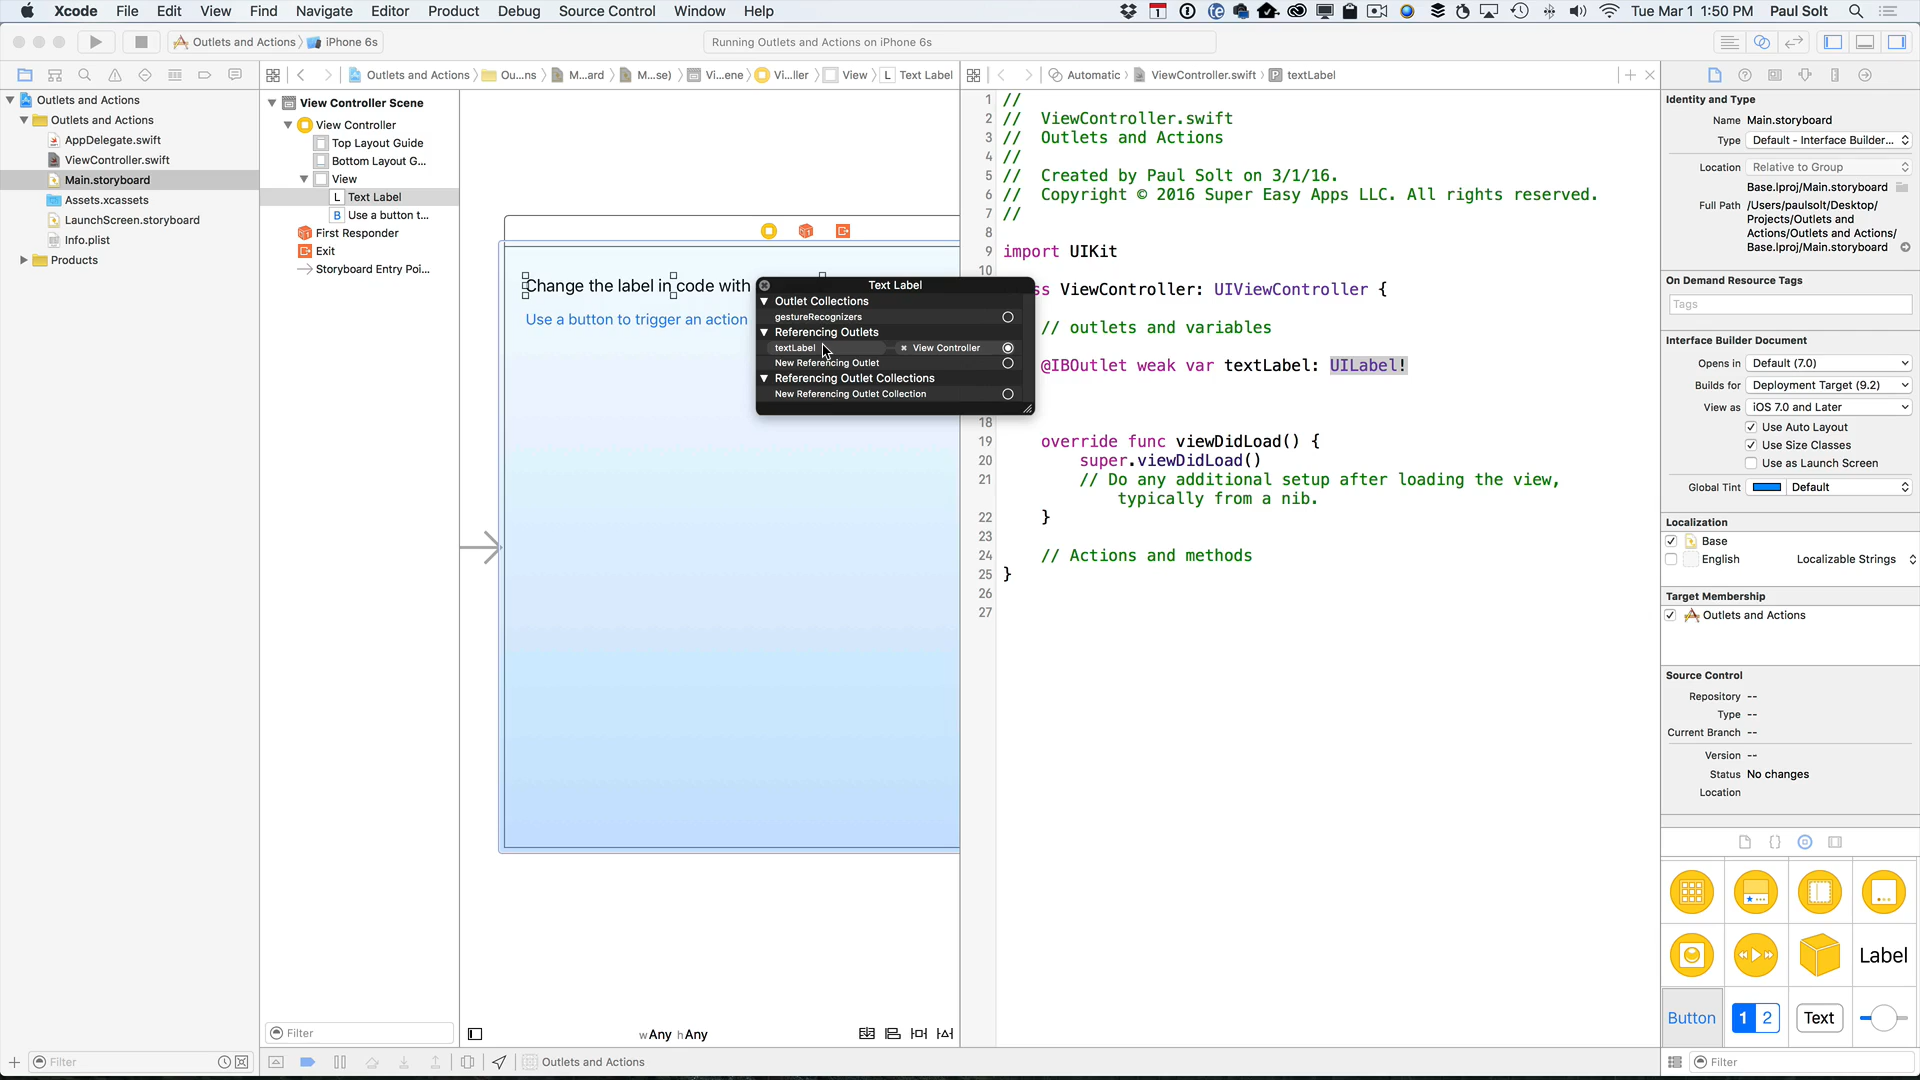 Xcode File Edit View Find Navigate Editor Product Debug Source Control Window Help
1
Tue Mar 1 1:50 PM Paul Solt
Outlets and Actions iPhone 6s
Running Outlets and Actions on iPhone 6s
Outlets and Actions Ou...ns M...ard M...se) Vi...ene Vi...ller View L Text Label
Automatic ViewController.swift P textLabel
Outlets and Actions
Outlets and Actions
AppDelegate.swift
ViewController.swift
Main.storyboard
Assets.xcassets
LaunchScreen.storyboard
Info.plist
Products
View Controller Scene
View Controller
Top Layout Guide
Bottom Layout G...
View
L Text Label
B Use a button t...
First Responder
Exit
Storyboard Entry Poi...
Change the label in code with
Use a button to trigger an action
Text Label
Outlet Collections
gestureRecognizers
Referencing Outlets
textLabel View Controller
New Referencing Outlet
Referencing Outlet Collections
New Referencing Outlet Collection
1 //
2 // ViewController.swift
3 // Outlets and Actions
4 //
5 // Created by Paul Solt on 3/1/16.
6 // Copyright © 2016 Super Easy Apps LLC. All rights reserved.
7 //
8
9 import UIKit
10
ss ViewController: UIViewController {
// outlets and variables
@IBOutlet weak var textLabel: UILabel!
18
19 override func viewDidLoad() {
20 super.viewDidLoad()
21 // Do any additional setup after loading the view,
typically from a nib.
22 }
23
24 // Actions and methods
25 }
26
27
Identity and Type
Name Main.storyboard
Type Default - Interface Builder...
Location Relative to Group
Base.lproj/Main.storyboard
Full Path /Users/paulsolt/Desktop/
Projects/Outlets and
Actions/Outlets and Actions/
Base.lproj/Main.storyboard
On Demand Resource Tags
Tags
Interface Builder Document
Opens in Default (7.0)
Builds for Deployment Target (9.2)
View as iOS 7.0 and Later
Use Auto Layout
Use Size Classes
Use as Launch Screen
Global Tint Default
Localization
Base
English Localizable Strings
Target Membership
Outlets and Actions
Source Control
Repository --
Type --
Current Branch --
Version --
Status No changes
Location
Label
Button 1 2 Text
Filter
Filter
wAny hAny
Outlets and Actions
Filter